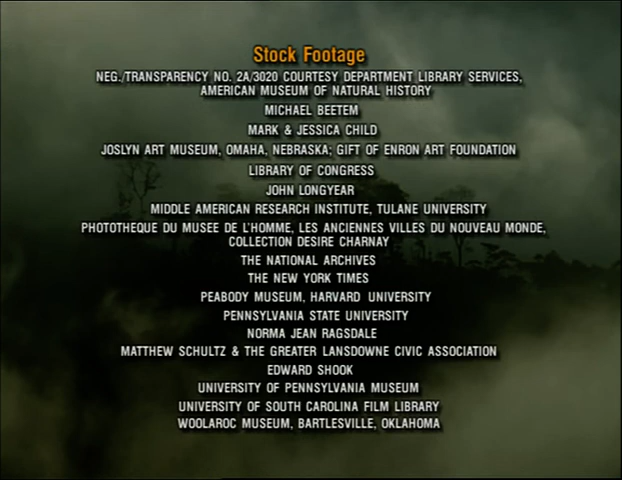 Stock Footage
NEG./TRANSPARENCY NO. 2A/3020 COURTESY DEPARTMENT LIBRARY SERVICES,
AMERICAN MUSEUM OF NATURAL HISTORY
MICHAEL BEETEM
MARK & JESSICA CHILD
JOSLYN ART MUSEUM, OMAHA, NEBRASKA; GIFT OF ENRON ART FOUNDATION
LIBRARY OF CONGRESS
JOHN LONGYEAR
MIDDLE AMERICAN RESEARCH INSTITUTE, TULANE UNIVERSITY
PHOTOTHEQUE DU MUSEE DE L'HOMME, LES ANCIENNES VILLES DU NOUVEAU MONDE,
COLLECTION DESIRE CHARNAY
THE NATIONAL ARCHIVES
THE NEW YORK TIMES
PEABODY MUSEUM, HARVARD UNIVERSITY
PENNSYLVANIA STATE UNIVERSITY
NORMA JEAN RAGSDALE
MATTHEW SCHULTZ & THE GREATER LANSDOWNE CIVIC ASSOCIATION
EDWARD SHOOK
UNIVERSITY OF PENNSYLVANIA MUSEUM
UNIVERSITY OF SOUTH CAROLINA FILM LIBRARY
WOOLAROC MUSEUM, BARTLESVILLE, OKLAHOMA